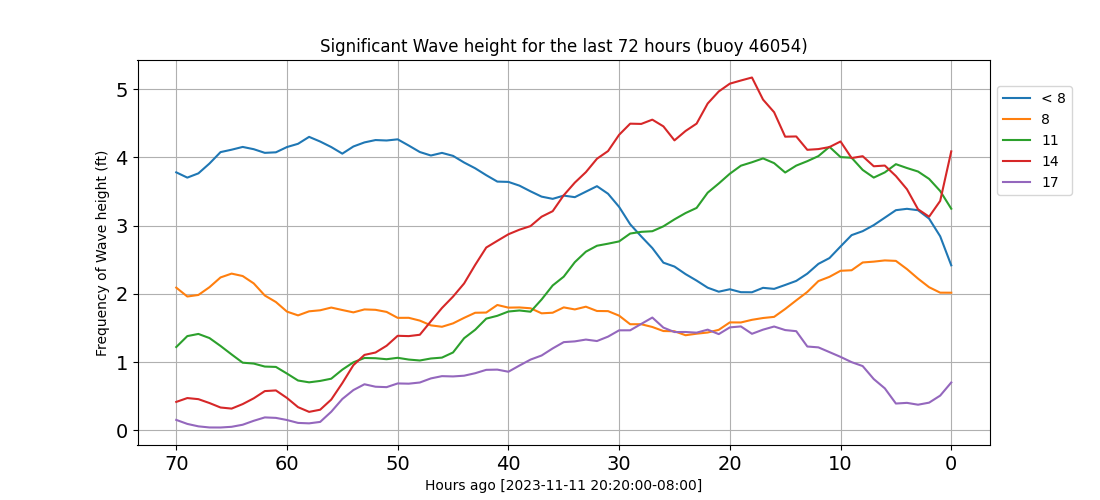 Significant Wave height for the last 72 hours (buoy 46054)
Frequency of Wave height (ft)
5
4
3
2
1
0
70 60 50 40 30 20 10 0
Hours ago [2023-11-11 20:20:00-08:00]
< 8
8
11
14
17